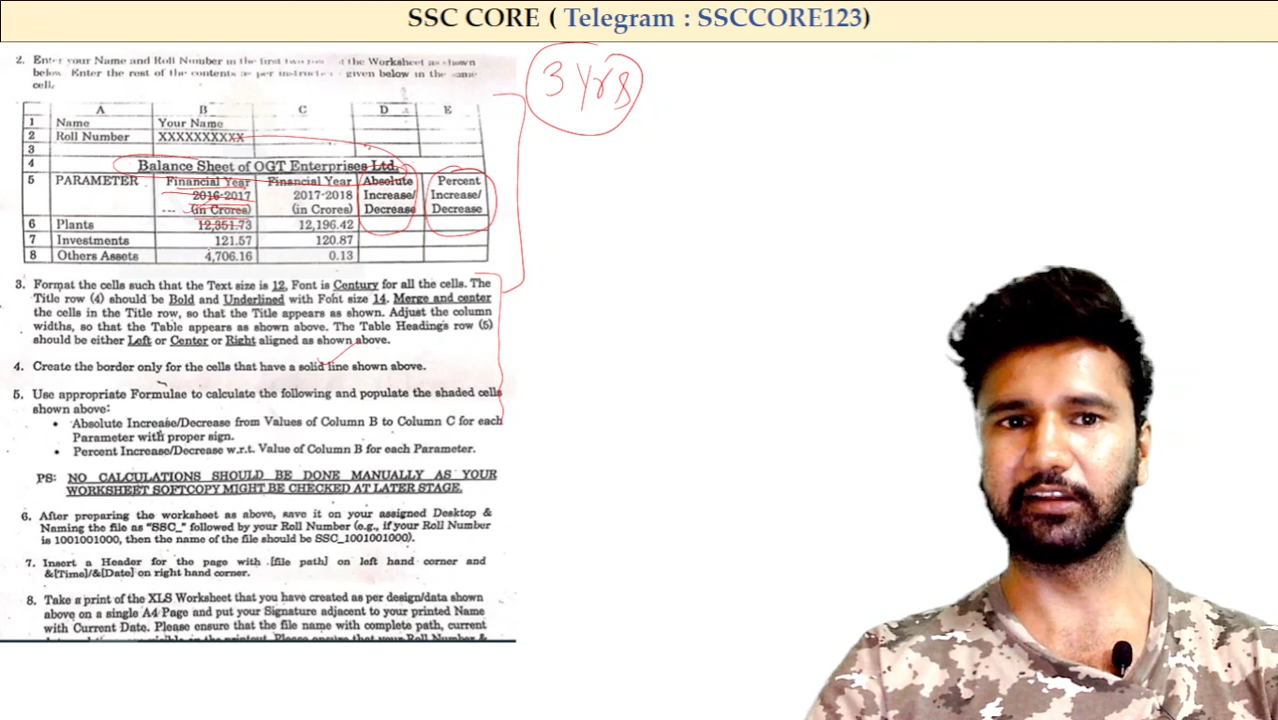 SSC CORE ( Telegram : SSCCORE123)
3 Yrs
2. Enter your Name and Roll Number in the first two the Worksheet as shown
below. Enter the rest of the contents as per given below in the same
cell.
A B C D E
1 Name Your Name
2 Roll Number XXXXXXXXXX
3
4 Balance Sheet of OGT Enterprises Ltd.
5 PARAMETER Financial Year Financial Year Absolute Percent
2016-2017 2017-2018 Increase/ Increase/
(in Crores) (in Crores) Decrease Decrease
6 Plants 12,351.73 12,196.42
7 Investments 121.57 120.87
8 Others Assets 4,706.16 0.13
3. Format the cells such that the Text size is 12, Font is Century for all the cells. The
Title row (4) should be Bold and Underlined with Font size 14. Merge and center
the cells in the Title row, so that the Title appears as shown. Adjust the column
widths, so that the Table appears as shown above. The Table Headings row (5)
should be either Left or Center or Right aligned as shown above.
4. Create the border only for the cells that have a solid line shown above.
5. Use appropriate Formulae to calculate the following and populate the shaded cells
shown above:
• Absolute Increase/Decrease from Values of Column B to Column C for each
Parameter with proper sign.
• Percent Increase/Decrease w.r.t. Value of Column B for each Parameter.
PS: NO CALCULATIONS SHOULD BE DONE MANUALLY AS YOUR
WORKSHEET SOFTCOPY MIGHT BE CHECKED AT LATER STAGE.
6. After preparing the worksheet as above, save it on your assigned Desktop &
Naming the file as "SSC_" followed by your Roll Number (e.g., if your Roll Number
is 1001001000, then the name of the file should be SSC_1001001000).
7. Insert a Header for the page with [file path] on left hand corner and
&[Time]/&[Date] on right hand corner.
8. Take a print of the XLS Worksheet that you have created as per design/data shown
above on a single A4 Page and put your Signature adjacent to your printed Name
with Current Date. Please ensure that the file name with complete path, current